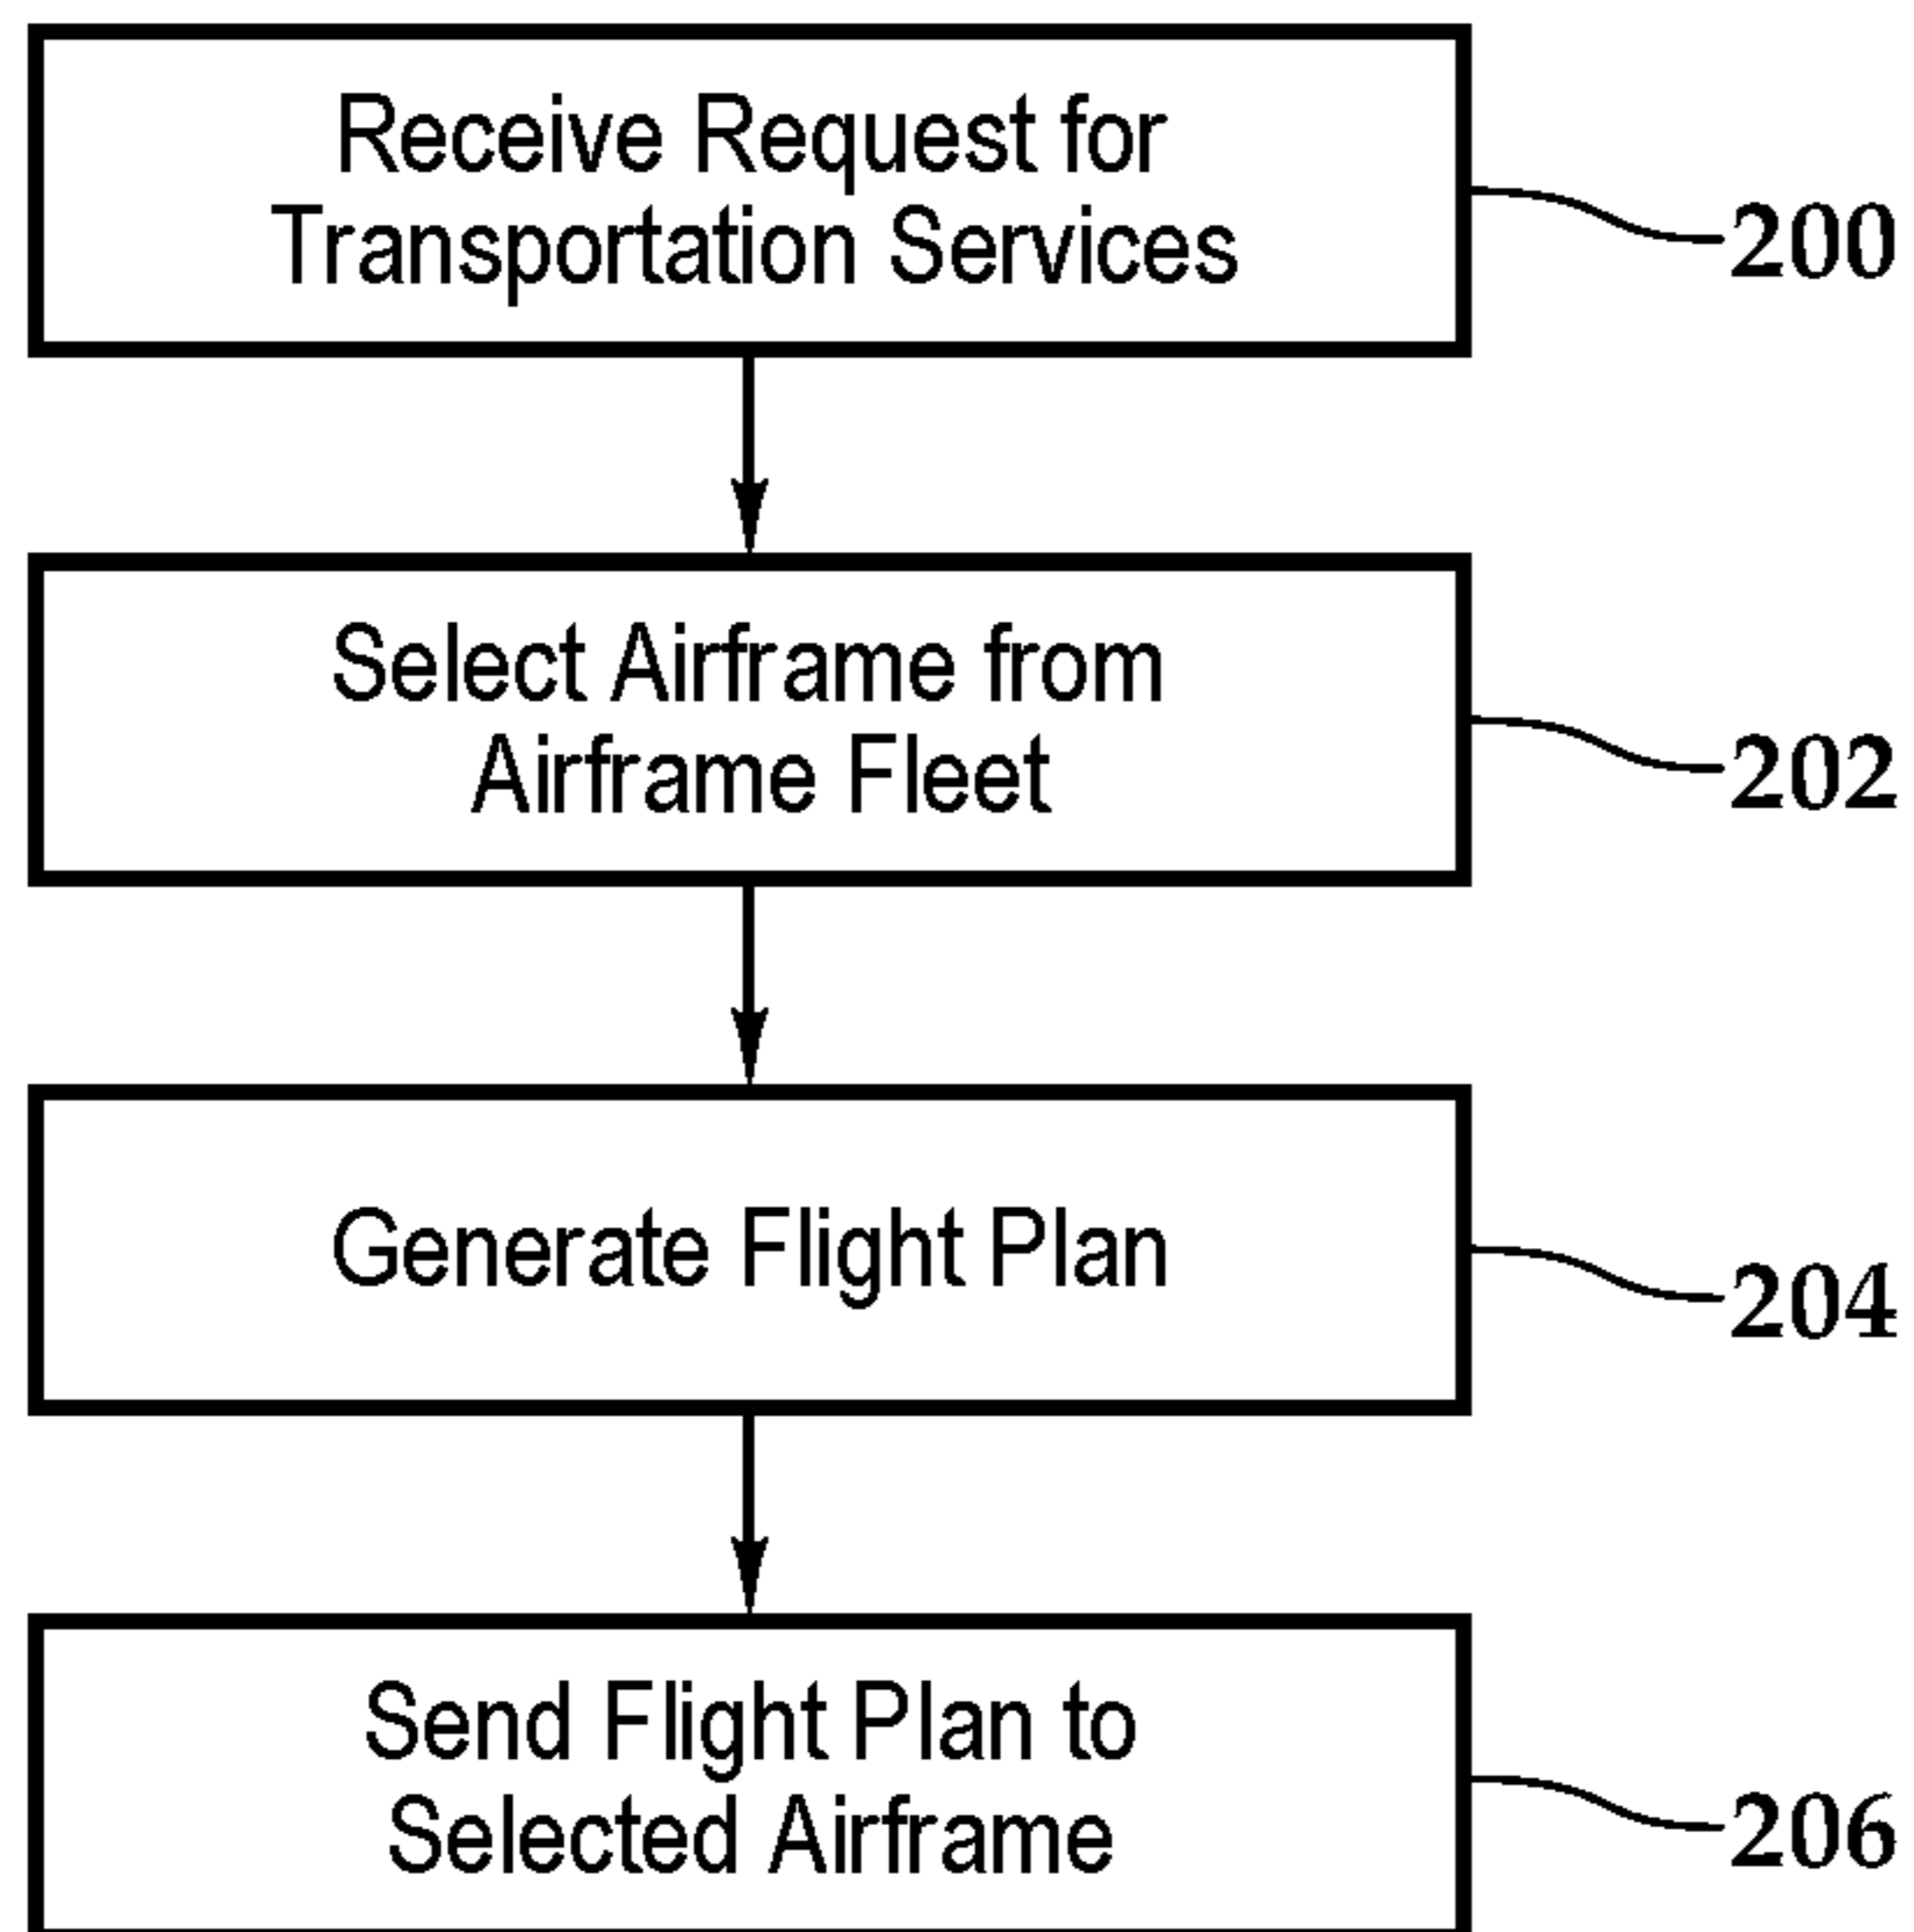 Receive Request for
Transportation Services
200
Select Airframe from
Airframe Fleet
202
Generate Flight Plan
204
Send Flight Plan to
Selected Airframe
206